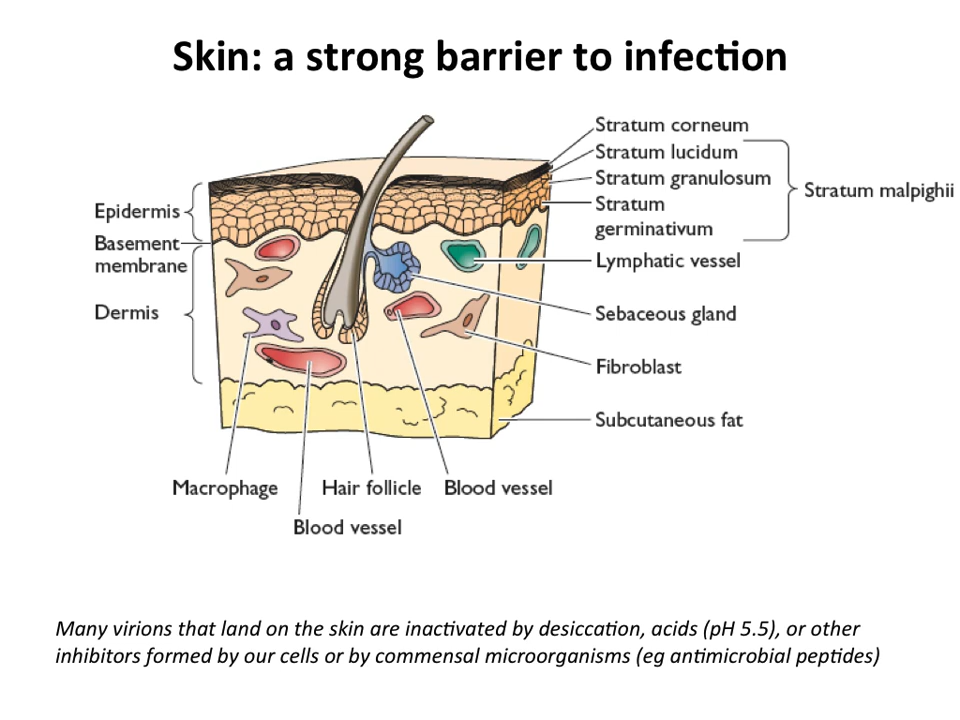 Skin: a strong barrier to infection
Stratum corneum
Stratum lucidum
Stratum granulosum
Stratum
germinativum
Stratum malpighii
Lymphatic vessel
Sebaceous gland
Fibroblast
Subcutaneous fat
Epidermis
Basement
membrane
Dermis
Macrophage
Hair follicle
Blood vessel
Blood vessel
Many virions that land on the skin are inactivated by desiccation, acids (pH 5.5), or other
inhibitors formed by our cells or by commensal microorganisms (eg antimicrobial peptides)